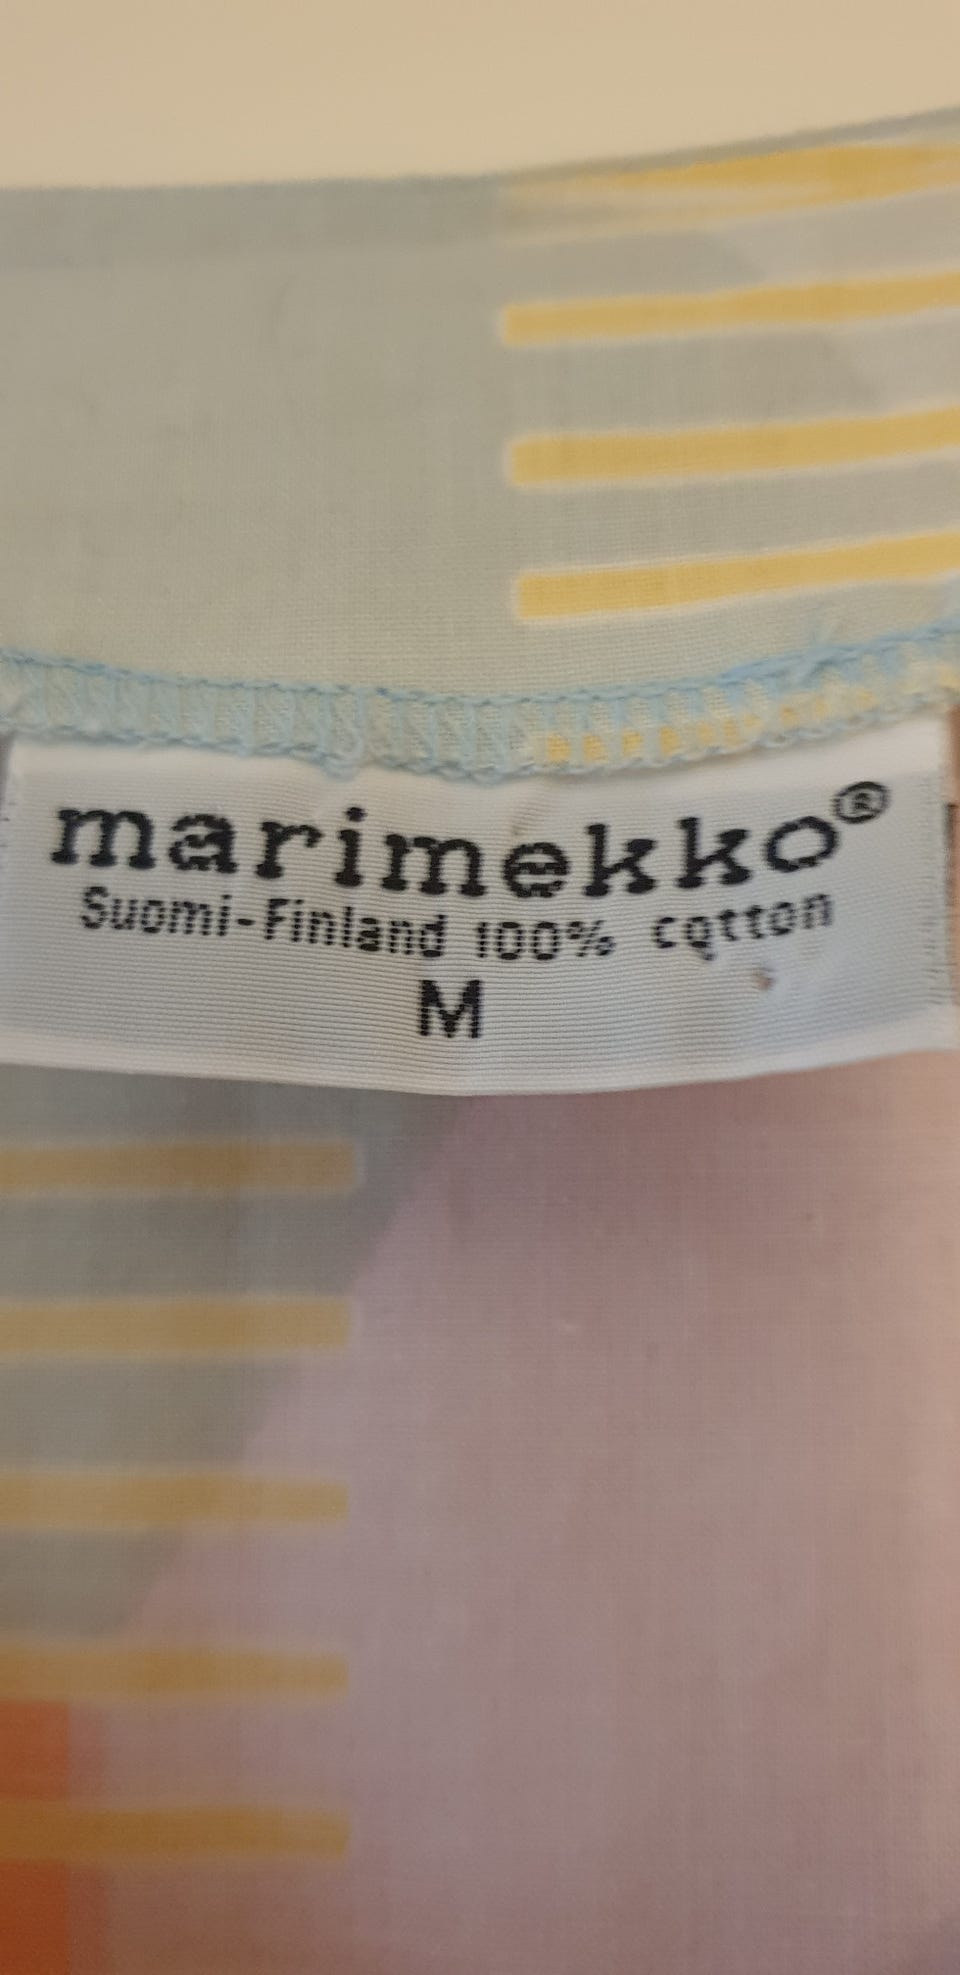 marimekko®
Suomi-Finland 100% cotton
M